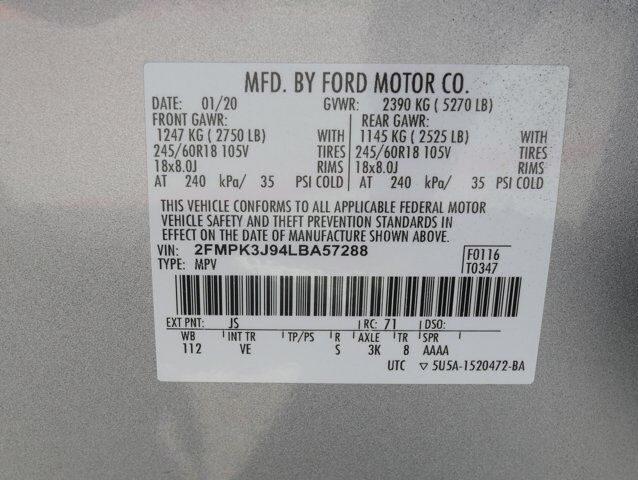 MFD. BY FORD MOTOR CO.
DATE: 01/20 GVWR: 2390 KG ( 5270 LB)
FRONT GAWR: REAR GAWR:
1247 KG ( 2750 LB) WITH 1145 KG ( 2525 LB) WITH
245/60R18 105V TIRES 245/60R18 105V TIRES
18x8.0J RIMS 18x8.0J RIMS
AT 240 kPa/ 35 PSI COLD AT 240 kPa/ 35 PSI COLD
THIS VEHICLE CONFORMS TO ALL APPLICABLE FEDERAL MOTOR
VEHICLE SAFETY AND THEFT PREVENTION STANDARDS IN
EFFECT ON THE DATE OF MANUFACTURE SHOWN ABOVE.
VIN: 2FMPK3J94LBA57288 F0116
TYPE: MPV T0347
EXT PNT: JS RC: 71 DSO:
WB INT TR TP/PS R AXLE TR SPR
112 VE S 3K 8 AAAA
UTC ▽ 5U5A-1520472-BA